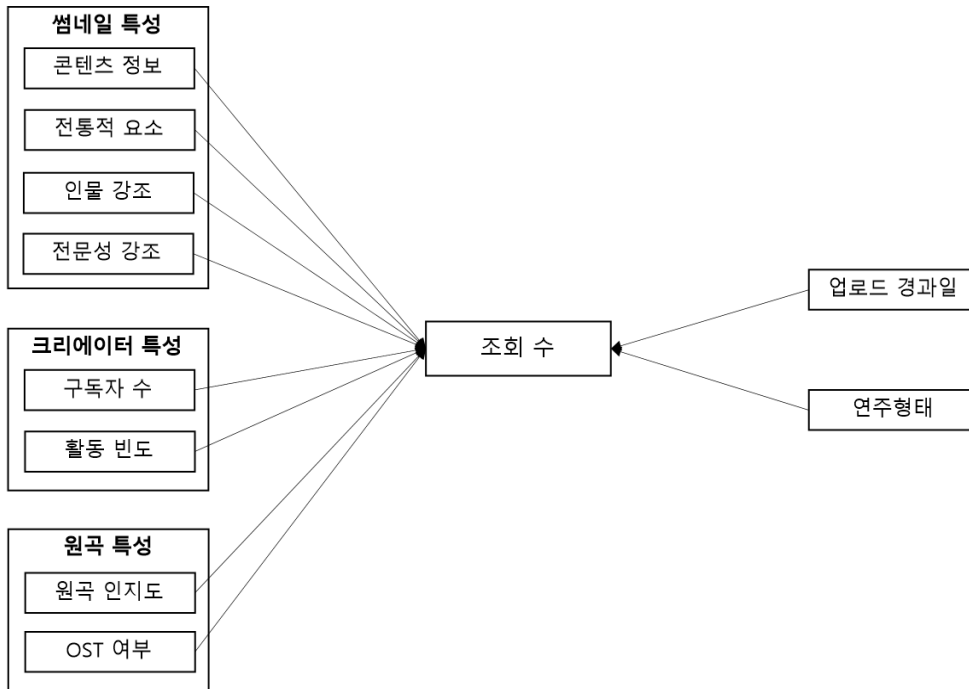 썸네일 특성
콘텐츠 정보
전통적 요소
인물 강조
전문성 강조
크리에이터 특성
구독자 수
활동 빈도
원곡 특성
원곡 인지도
OST 여부
조회 수
업로드 경과일
연주형태